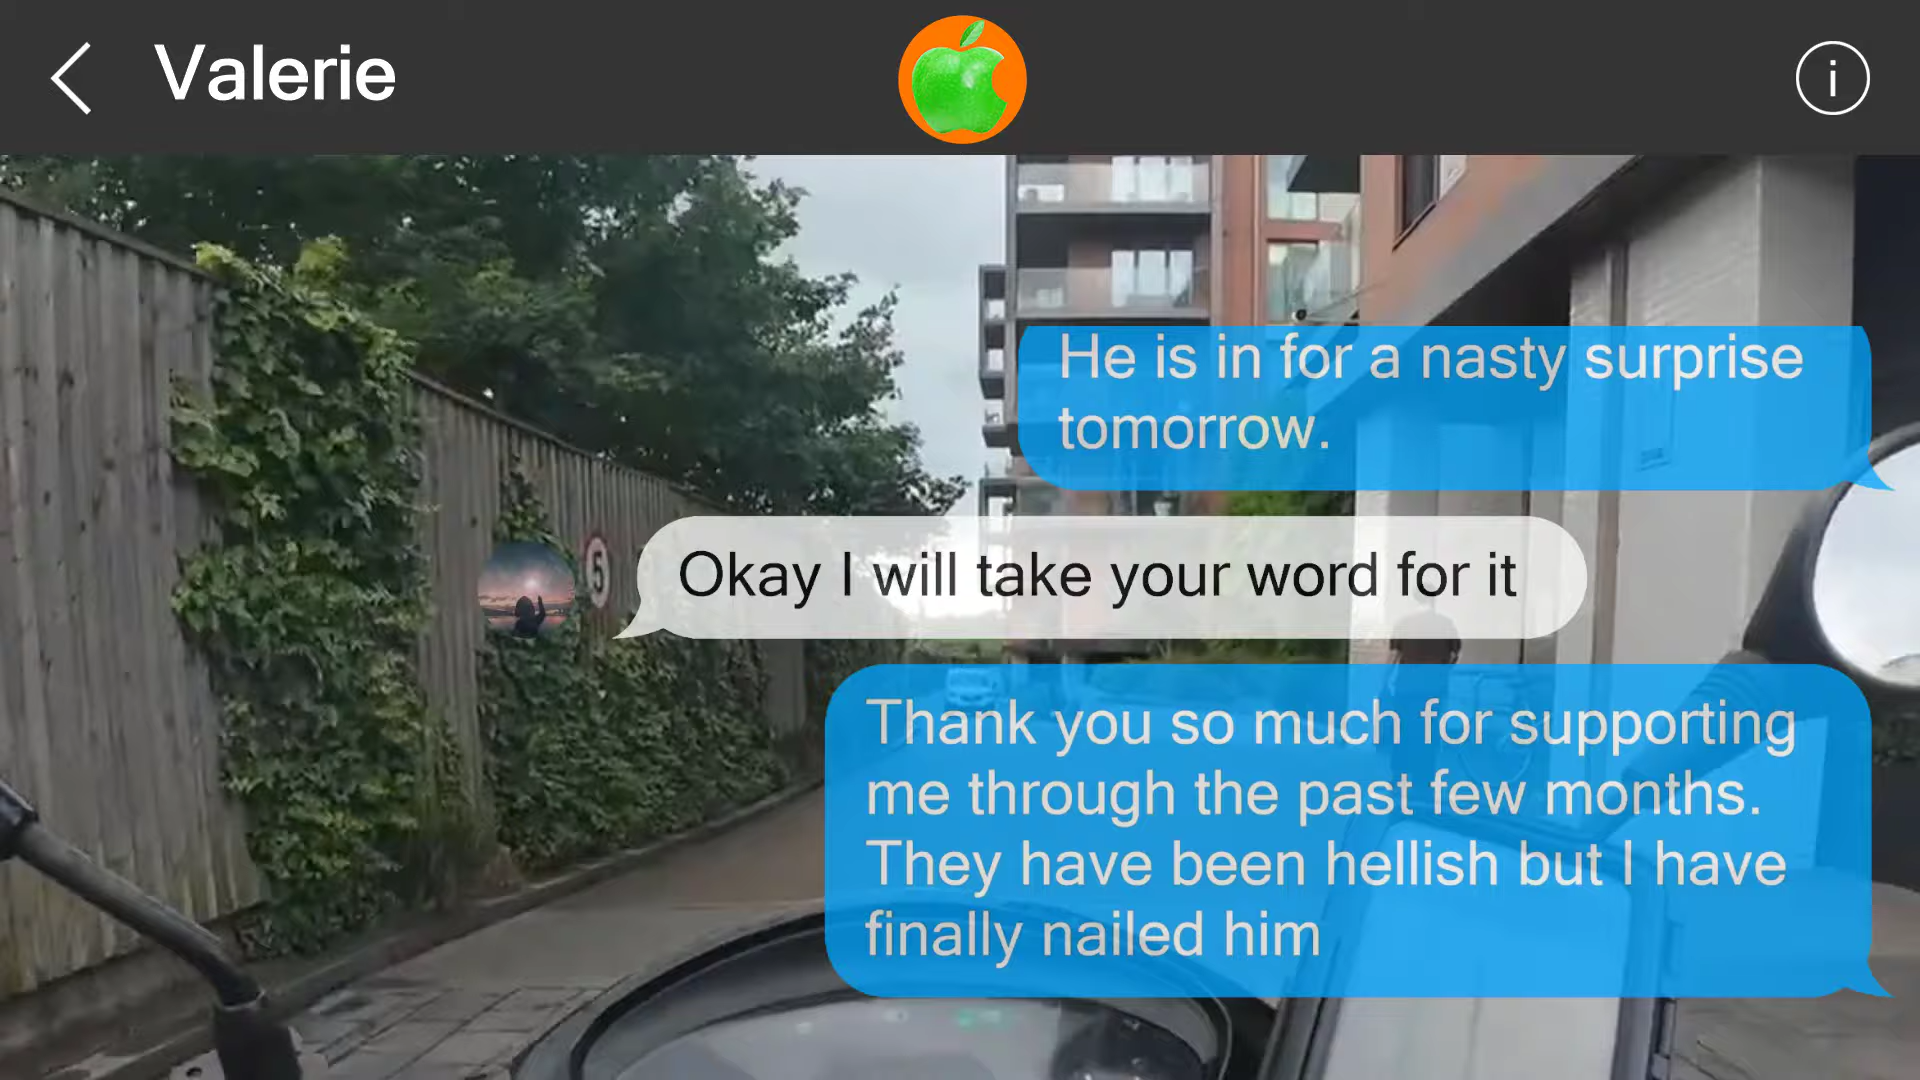 Valerie
i
He is in for a nasty surprise
tomorrow.
5
Okay I will take your word for it
Thank you so much for supporting
me through the past few months.
They have been hellish but I have
finally nailed him